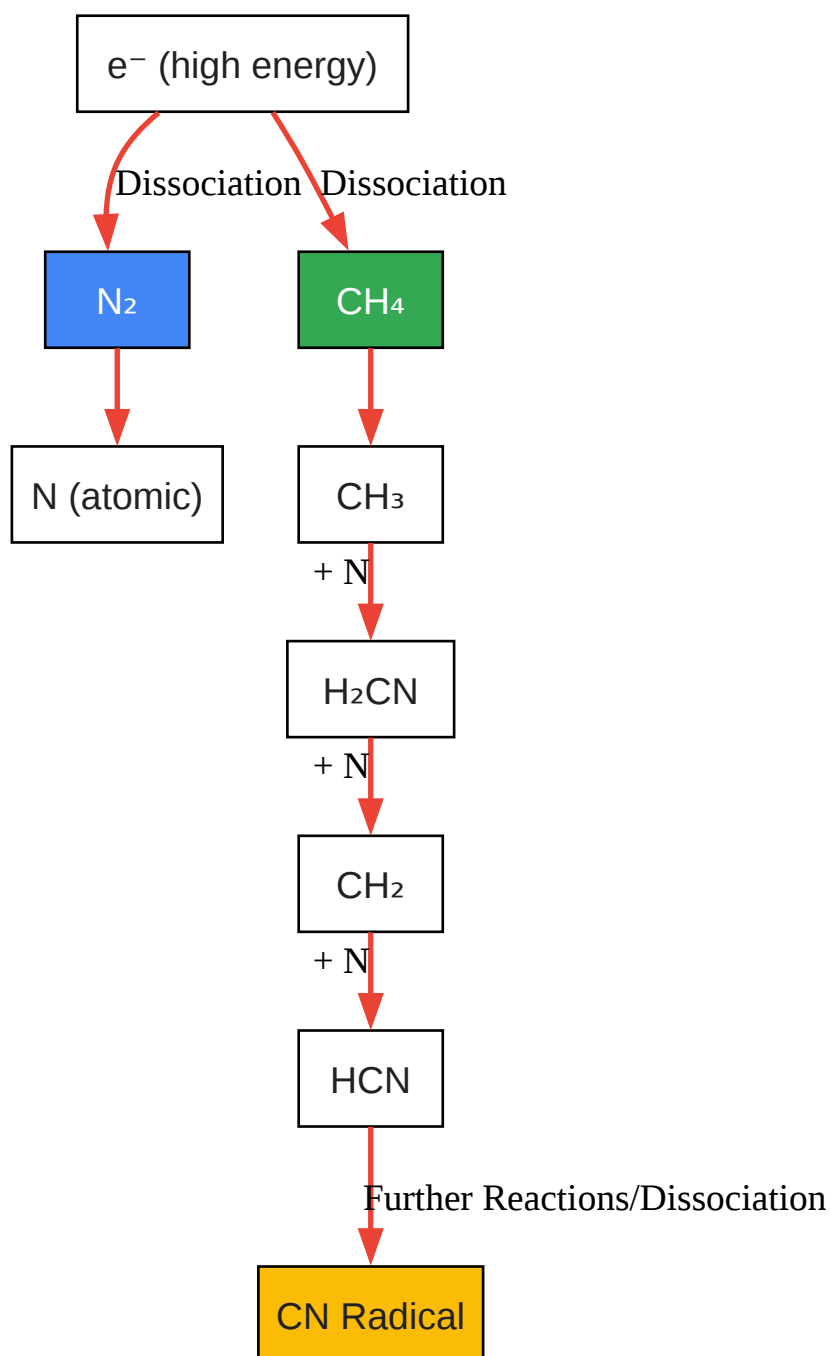 e⁻ (high energy)
Dissociation Dissociation
N₂ CH₄
N (atomic) CH₃
+ N
H₂CN
+ N
CH₂
+ N
HCN
Further Reactions/Dissociation
CN Radical